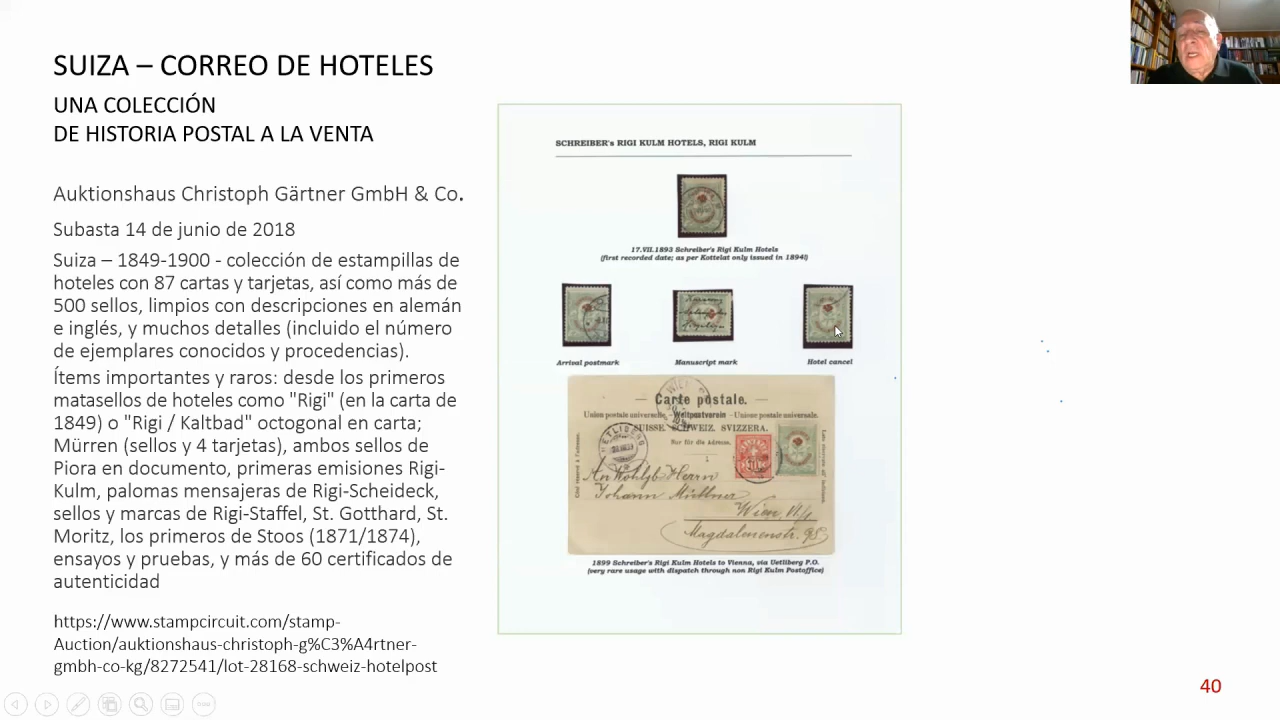 SUIZA – CORREO DE HOTELES
UNA COLECCIÓN
DE HISTORIA POSTAL A LA VENTA
Auktionshaus Christoph Gärtner GmbH & Co.
Subasta 14 de junio de 2018
Suiza – 1849-1900 - colección de estampillas de
hoteles con 87 cartas y tarjetas, así como más de
500 sellos, limpios con descripciones en alemán
e inglés, y muchos detalles (incluido el número
de ejemplares conocidos y procedencias).
Ítems importantes y raros: desde los primeros
matasellos de hoteles como "Rigi" (en la carta de
1849) o "Rigi / Kaltbad" octogonal en carta;
Mürren (sellos y 4 tarjetas), ambos sellos de
Piora en documento, primeras emisiones Rigi-
Kulm, palomas mensajeras de Rigi-Scheideck,
sellos y marcas de Rigi-Staffel, St. Gotthard, St.
Moritz, los primeros de Stoos (1871/1874),
ensayos y pruebas, y más de 60 certificados de
autenticidad
https://www.stampcircuit.com/stamp-
Auction/auktionshaus-christoph-g%C3%A4rtner-
gmbh-co-kg/8272541/lot-28168-schweiz-hotelpost
SCHREIBER's RIGI KULM HOTELS, RIGI KULM
17.VII.1893 Schreiber's Rigi Kulm Hotels
(first recorded date; as per Kottelat only issued in 1894!)
Arrival postmark
Manuscript mark
Hotel cancel
Carte postale.
Union postale universelle. Weltpostverein - Unione postale universale.
SUISSE. SCHWEIZ. SVIZZERA.
Nur für die Adresse.
Herrn
Johann
Wien
Magdalenenstr.
1899 Schreiber's Rigi Kulm Hotels to Vienna, via Uetliberg P.O.
(very rare usage with dispatch through non Rigi Kulm Postoffice)
40